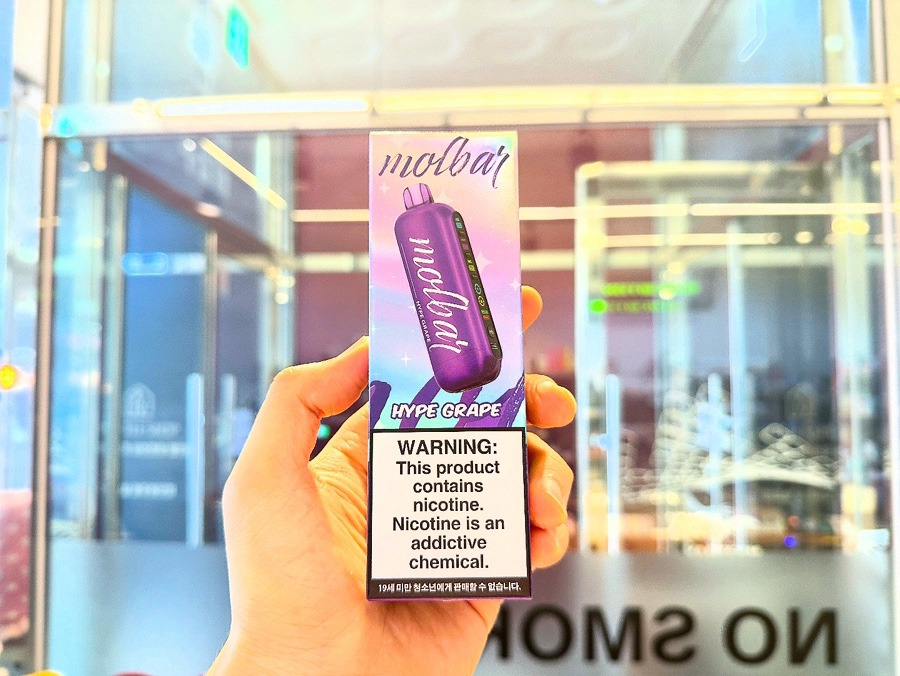 molbar
molbar
HYPE GRAPE
HYPE GRAPE
WARNING:
This product
contains
nicotine.
Nicotine is an
addictive
chemical.
19세 미만 청소년에게 판매할 수 없습니다.
NO SMOK